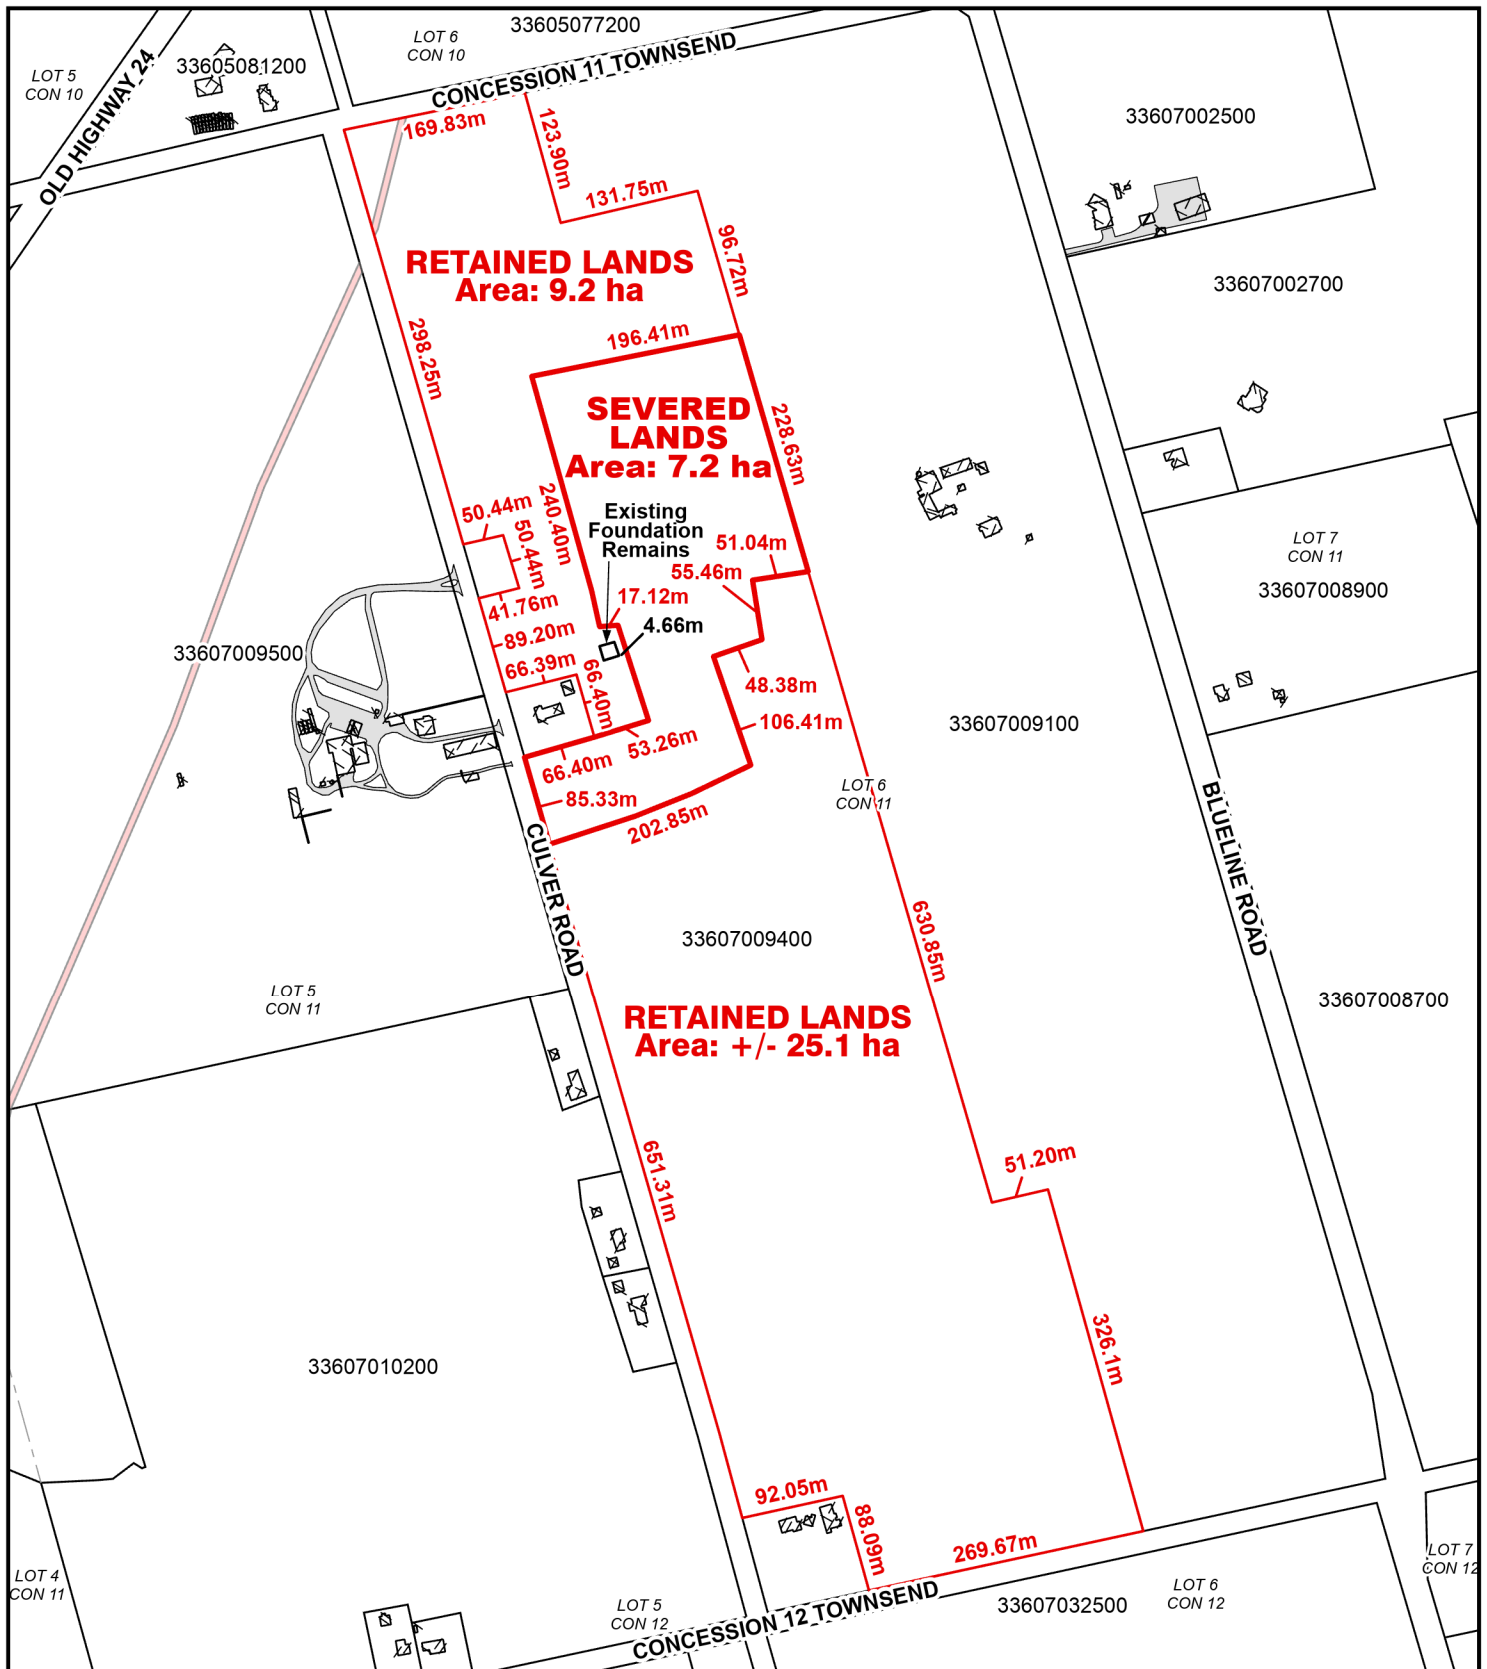 33605077200
LOT 6
CON 10
CONCESSION 11 TOWNSEND
33605081200
LOT 5
CON 10
OLD HIGHWAY 24
169.83m
123.90m
33607002500
131.75m
96.72m
RETAINED LANDS
Area: 9.2 ha
33607002700
298.25m
196.41m
SEVERED
LANDS
Area: 7.2 ha
228.63m
240.40m
50.44m
50.44m
Existing
Foundation
Remains
51.04m
55.46m
LOT 7
CON 11
33607008900
41.76m
17.12m
4.66m
89.20m
33607009500
66.39m
66.40m
48.38m
106.41m
33607009100
53.26m
66.40m
85.33m
202.85m
LOT 6
CON 11
BLUELINE ROAD
CULVER ROAD
630.85m
33607009400
LOT 5
CON 11
33607008700
RETAINED LANDS
Area: +/- 25.1 ha
651.31m
51.20m
326.1m
33607010200
92.05m
88.09m
269.67m
LOT 4
CON 11
LOT 7
CON 12
LOT 6
CON 12
33607032500
LOT 5
CON 12
CONCESSION 12 TOWNSEND